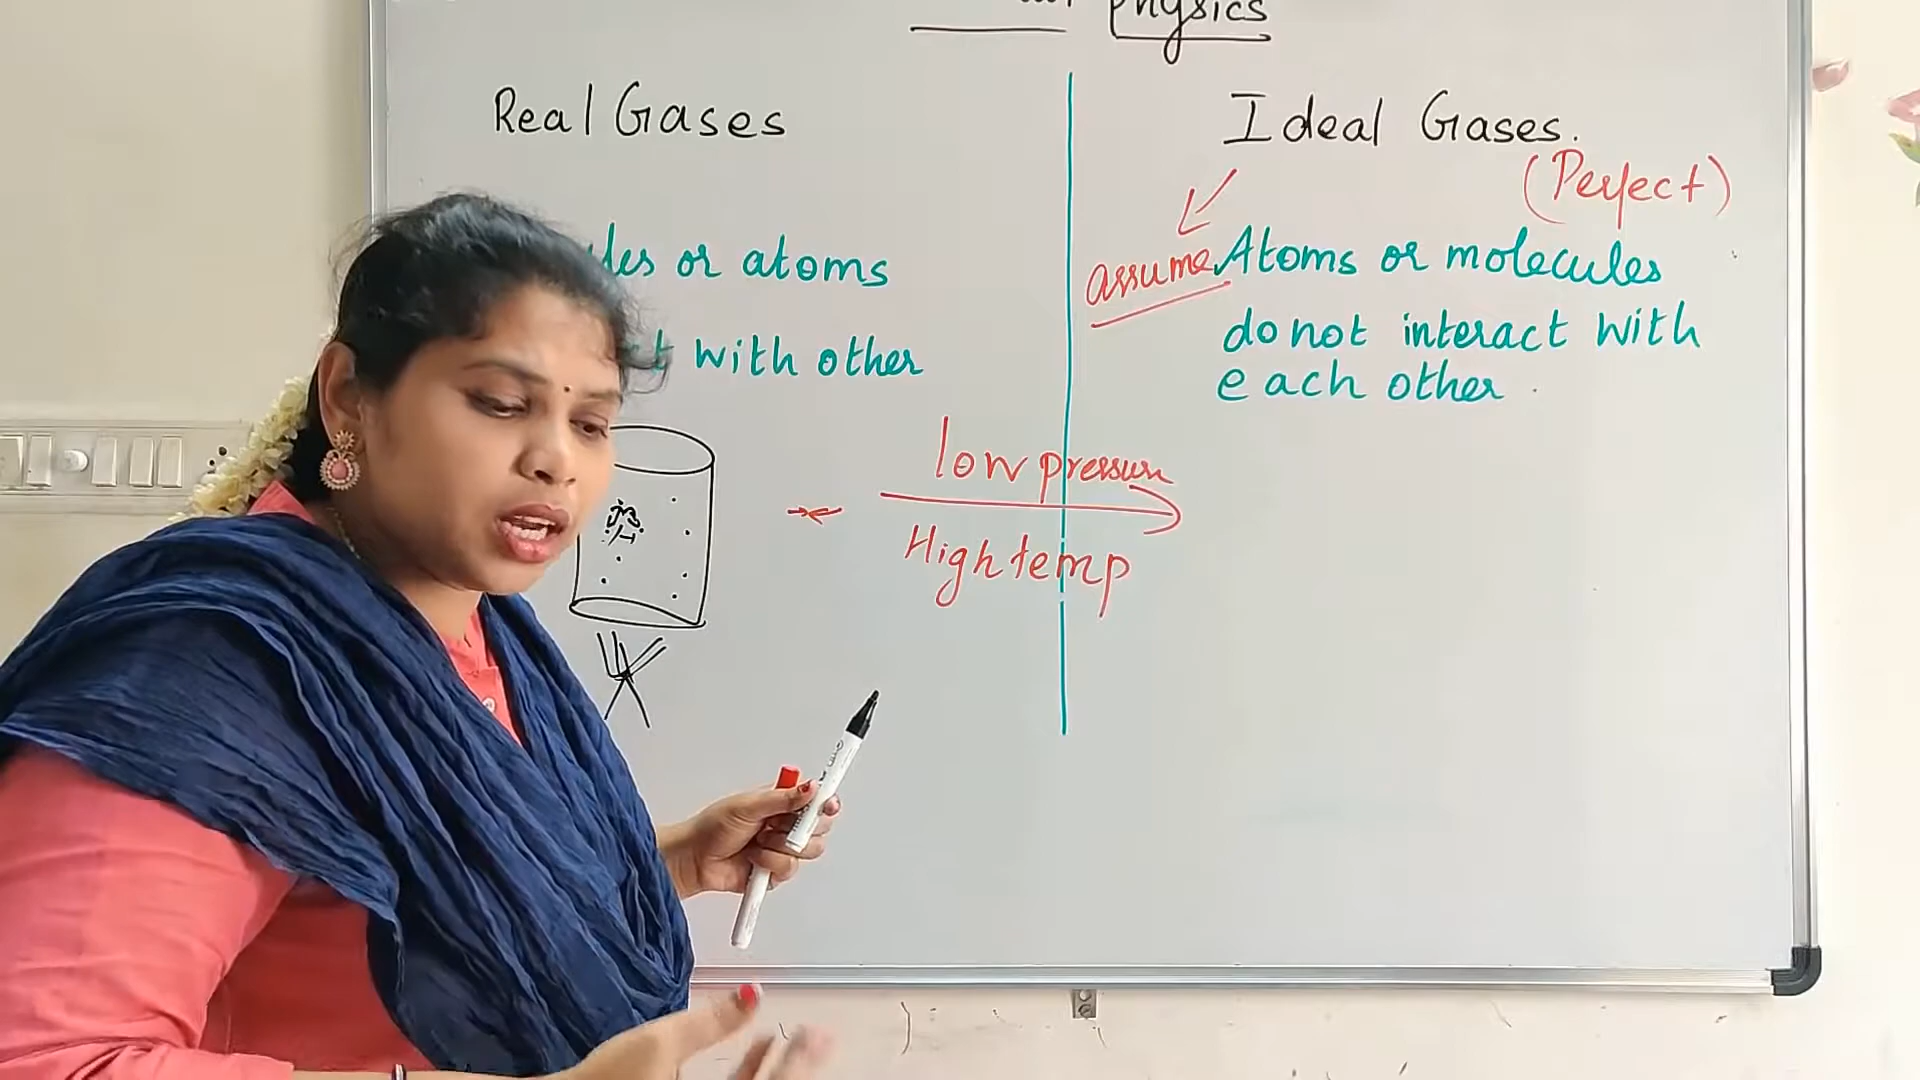 Physics
Real Gases
or atoms
with other
Ideal Gases.
(Perfect)
assume Atoms or molecules
do not interact with
each other.
low pressure
High temp